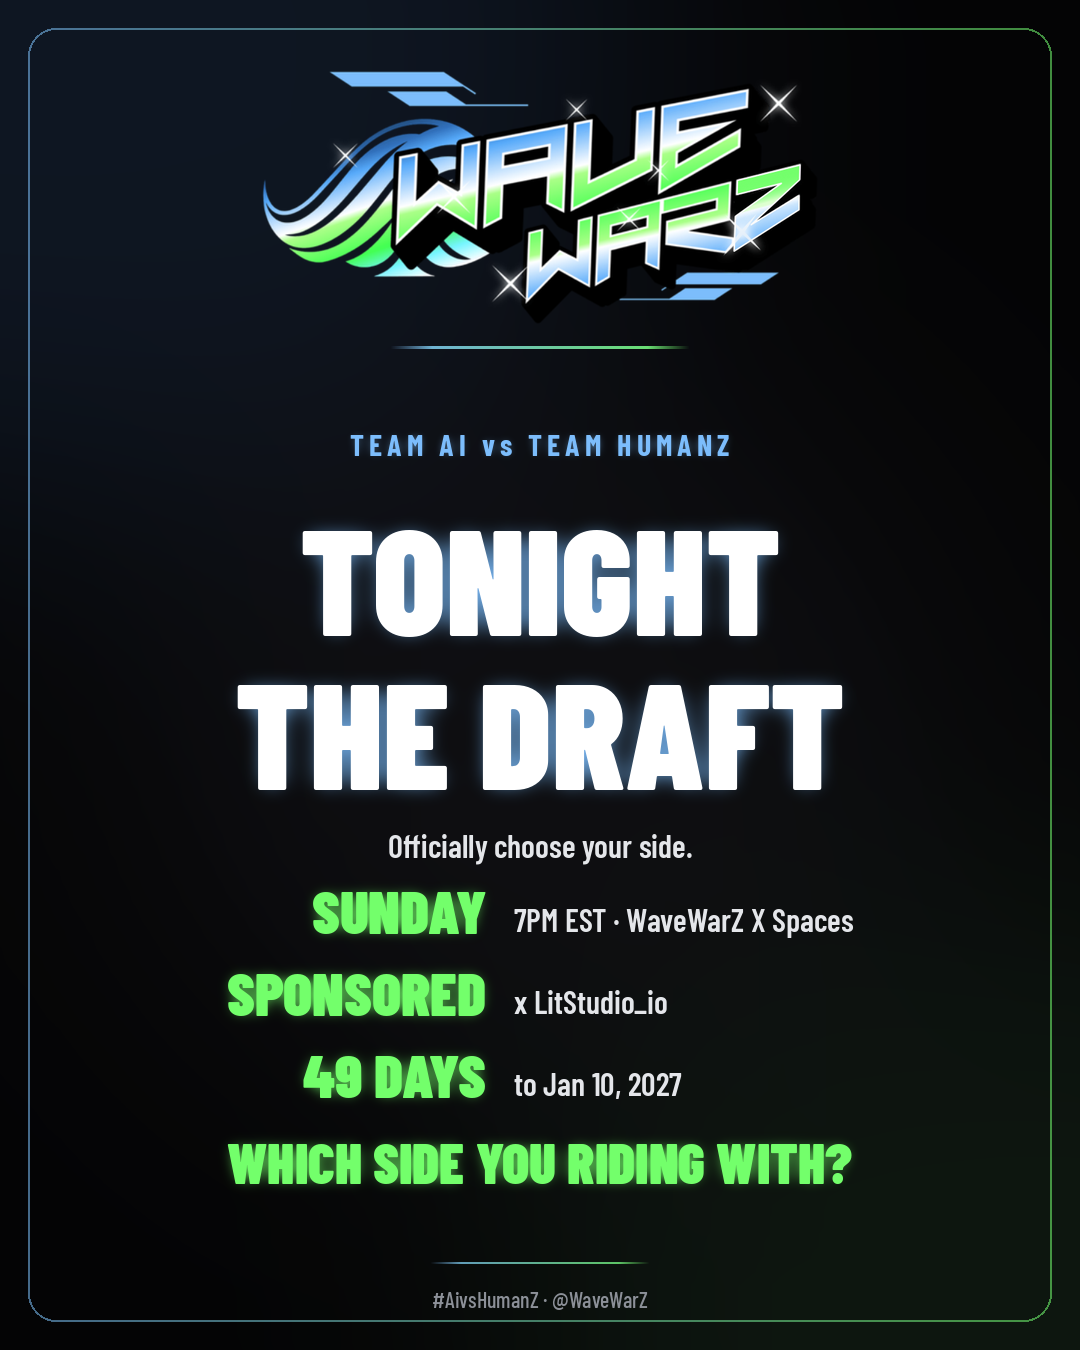 WAVE
WARZ
TEAM AI vs TEAM HUMANZ
TONIGHT
THE DRAFT
Officially choose your side.
SUNDAY 7PM EST · WaveWarZ X Spaces
SPONSORED x LitStudio_io
49 DAYS to Jan 10, 2027
WHICH SIDE YOU RIDING WITH?
#AivsHumanZ · @WaveWarZ